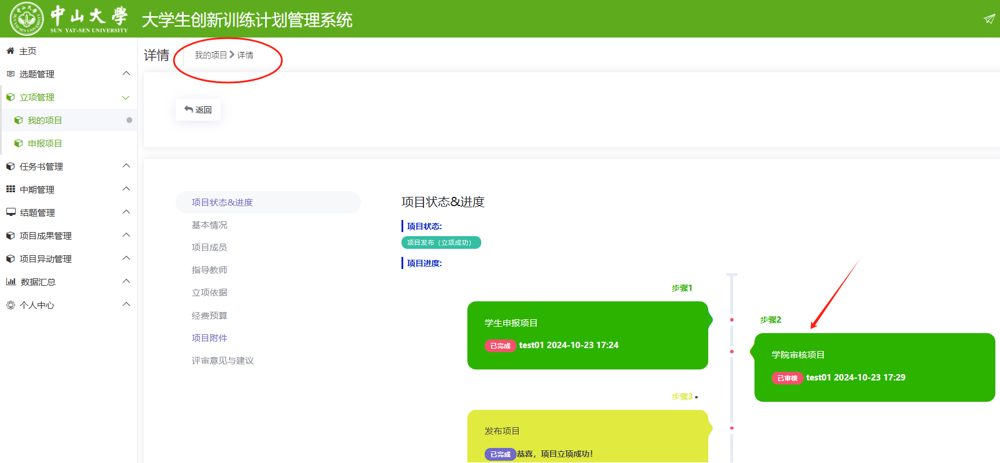 中山大學
SUN YAT-SEN UNIVERSITY
大学生创新训练计划管理系统
主页
选题管理
立项管理
我的项目
申报项目
任务书管理
中期管理
结题管理
项目成果管理
项目异动管理
数据汇总
个人中心
详情
我的项目 详情
返回
项目状态&进度
基本情况
项目成员
指导教师
立项依据
经费预算
项目附件
评审意见与建议
项目状态&进度
项目状态:
项目发布（立项成功）
项目进度:
步骤1
学生申报项目
已完成 test01 2024-10-23 17:24
步骤2
学院审核项目
已审核 test01 2024-10-23 17:29
步骤3
发布项目
已完成 恭喜，项目立项成功！